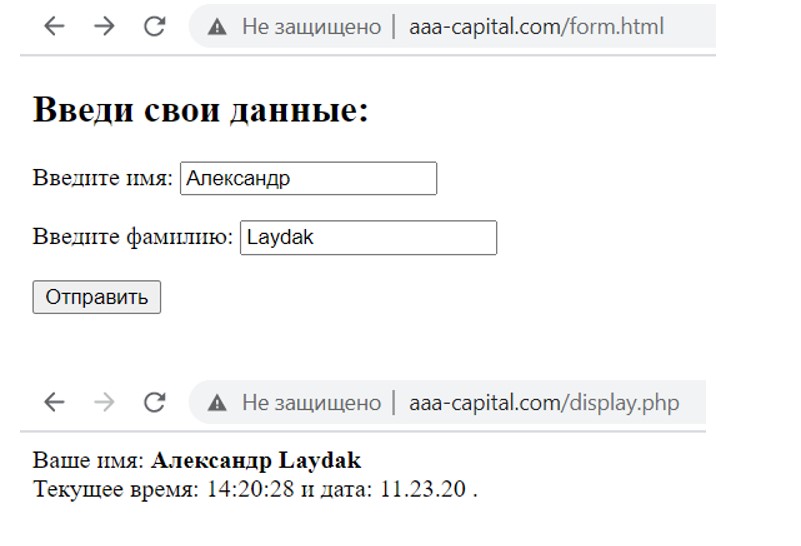 Не защищено | aaa-capital.com/form.html
Введи свои данные:
Введите имя: Александр
Введите фамилию: Laydak
Отправить
Не защищено | aaa-capital.com/display.php
Ваше имя: Александр Laydak
Текущее время: 14:20:28 и дата: 11.23.20 .